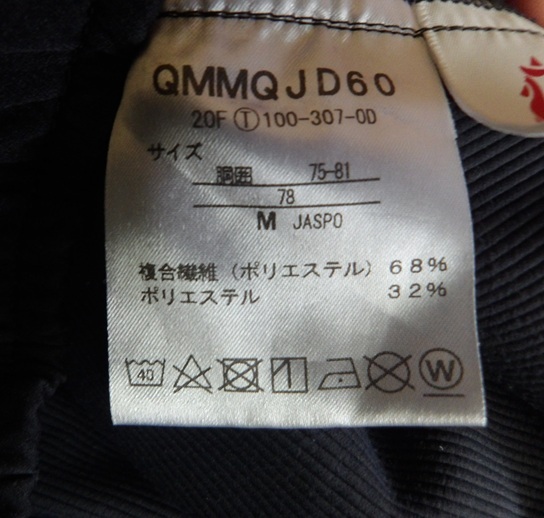 QMMQJD60
20F Ⓣ100-307-0D
サイズ
胴囲 75-81
78
M JASPO
複合繊維（ポリエステル） 68%
ポリエステル 32%
40 W